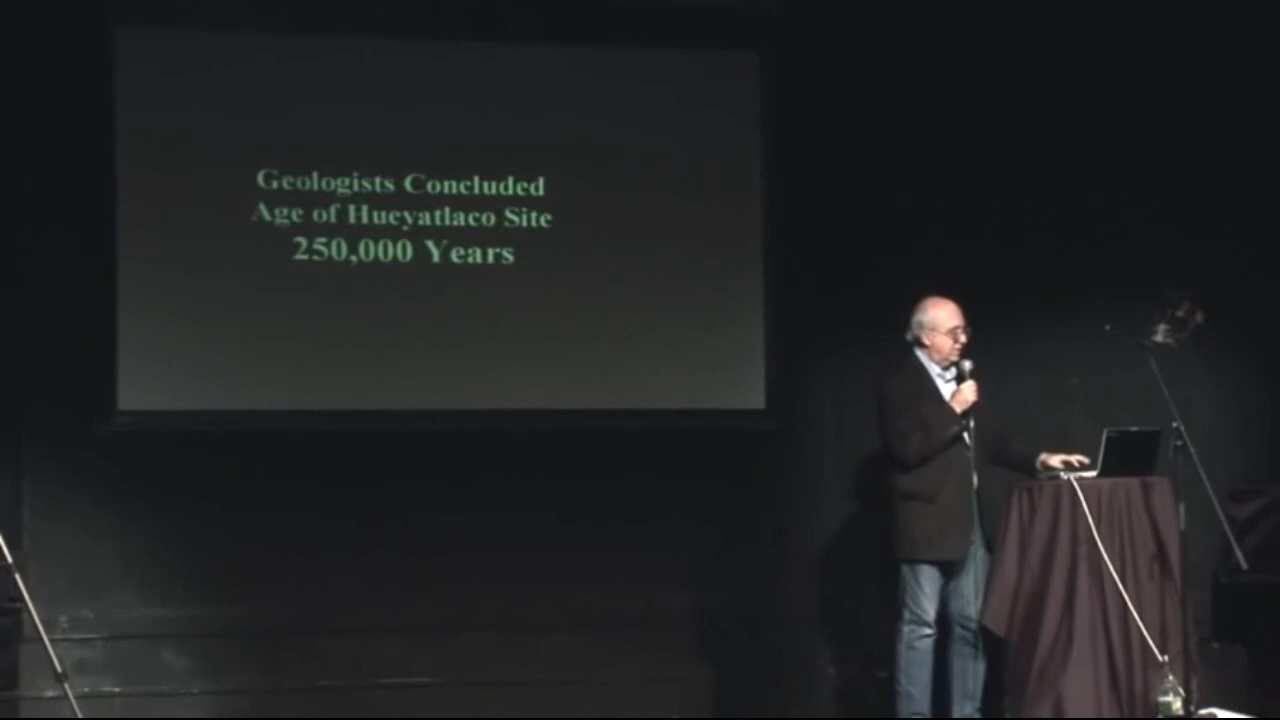 Geologists Concluded
Age of Hueyatlaco Site
250,000 Years